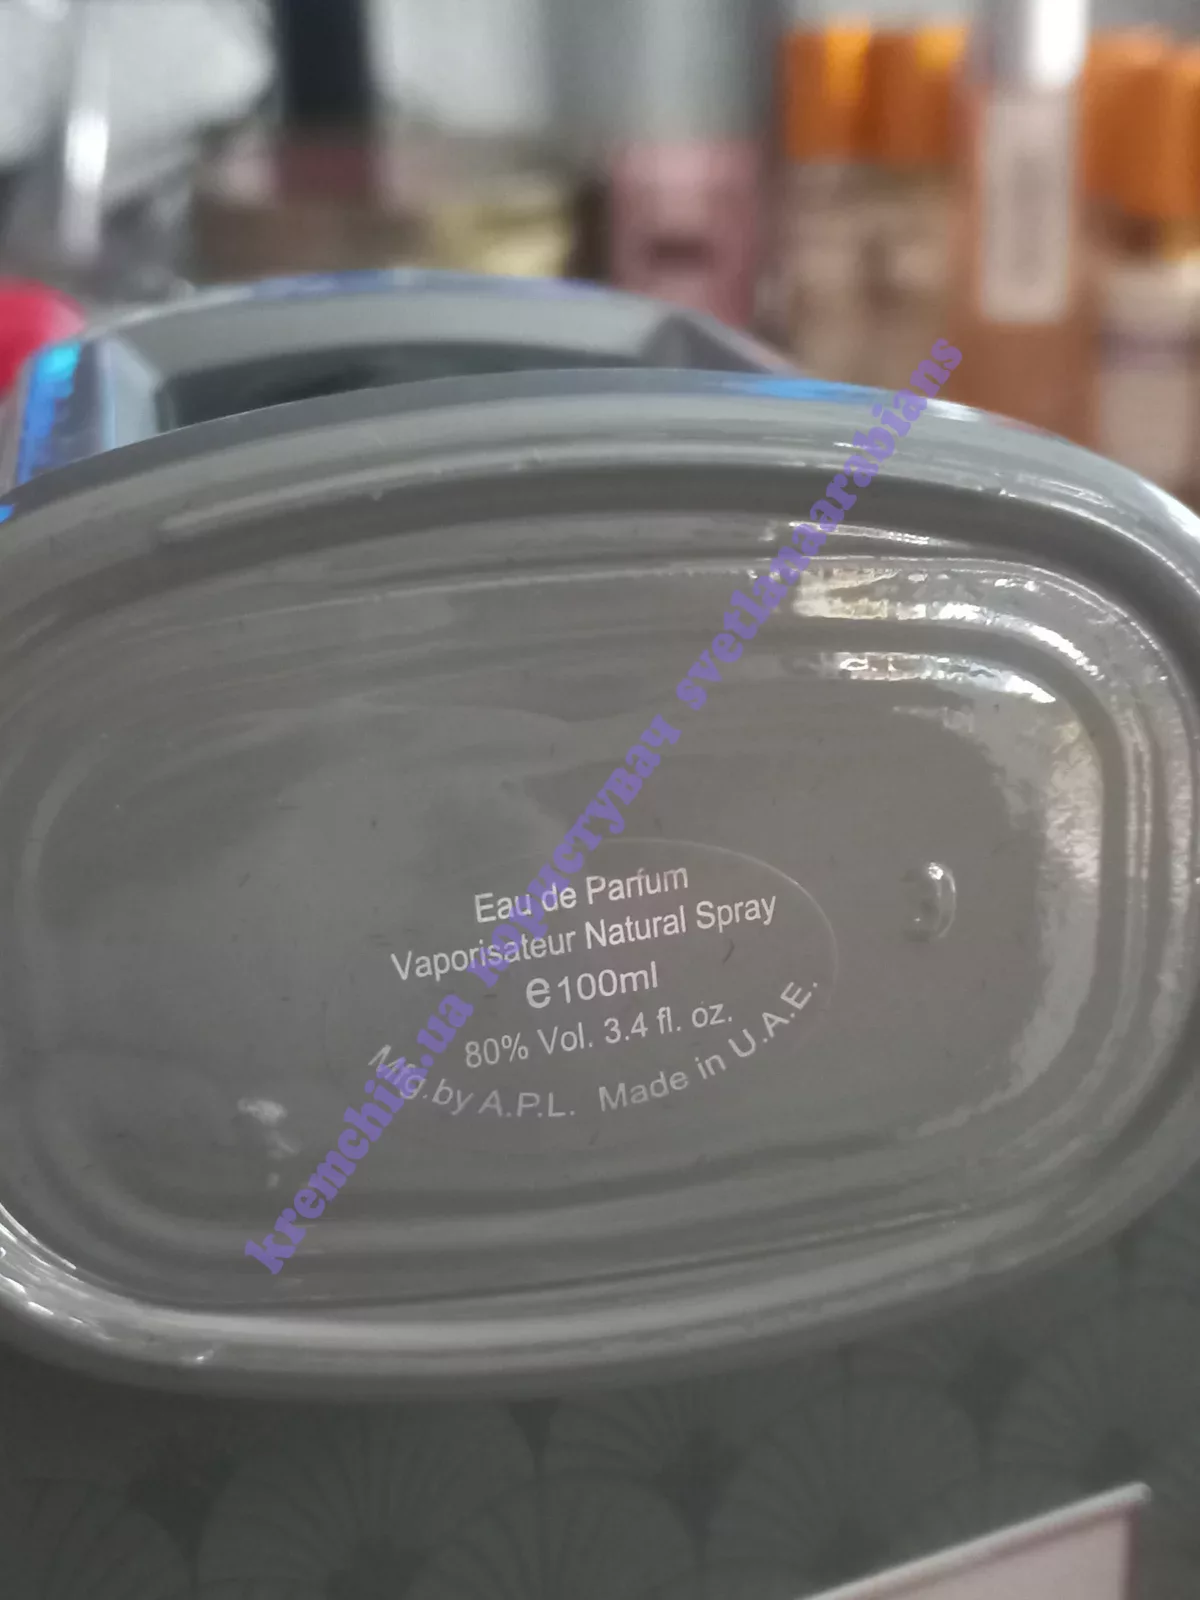 Eau de Parfum
Vaporisateur Natural Spray
e 100ml
80% Vol. 3.4 fl. oz.
Mfg.by A.P.L. Made in U.A.E.
kremchik.ua користувач svetlanaarabians